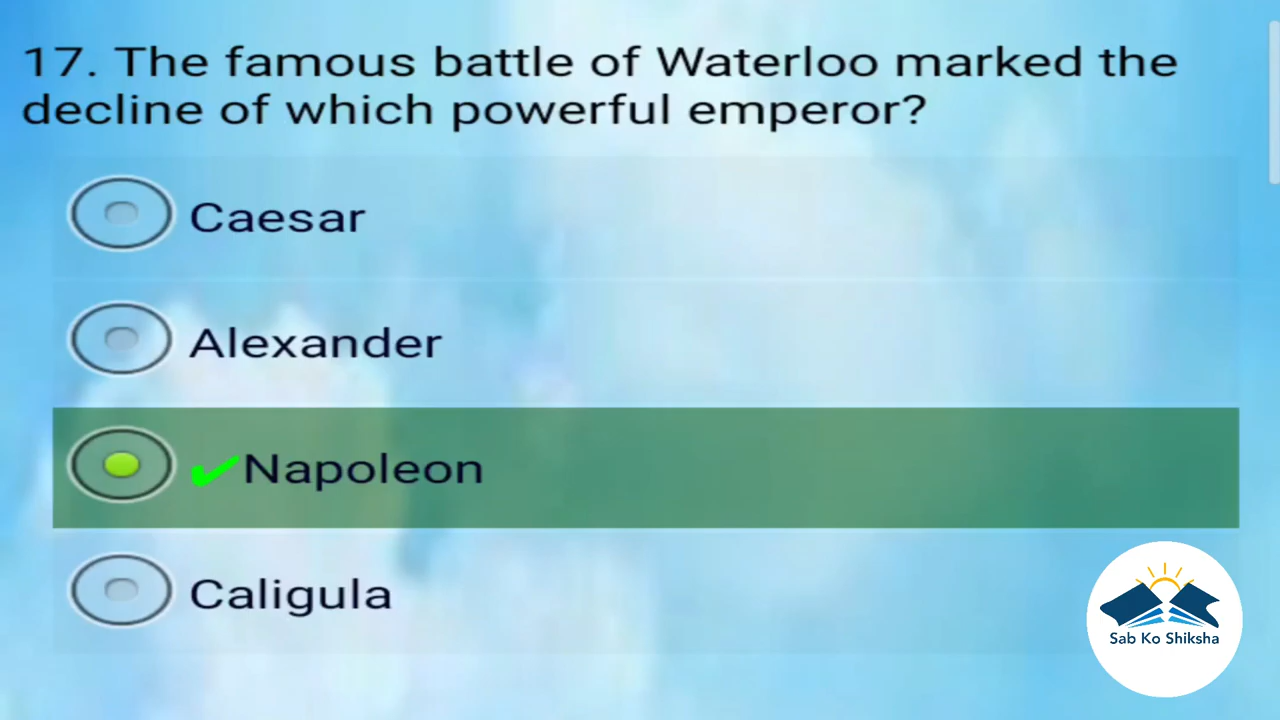 17. The famous battle of Waterloo marked the
decline of which powerful emperor?
Caesar
Alexander
✔Napoleon
Caligula
Sab Ko Shiksha